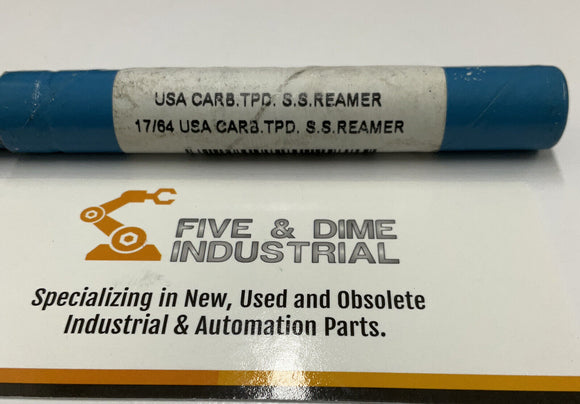 USA CARB.TPD. S.S.REAMER
17/64 USA CARB.TPD. S.S.REAMER
FIVE & DIME
INDUSTRIAL
Specializing in New, Used and Obsolete
Industrial & Automation Parts.